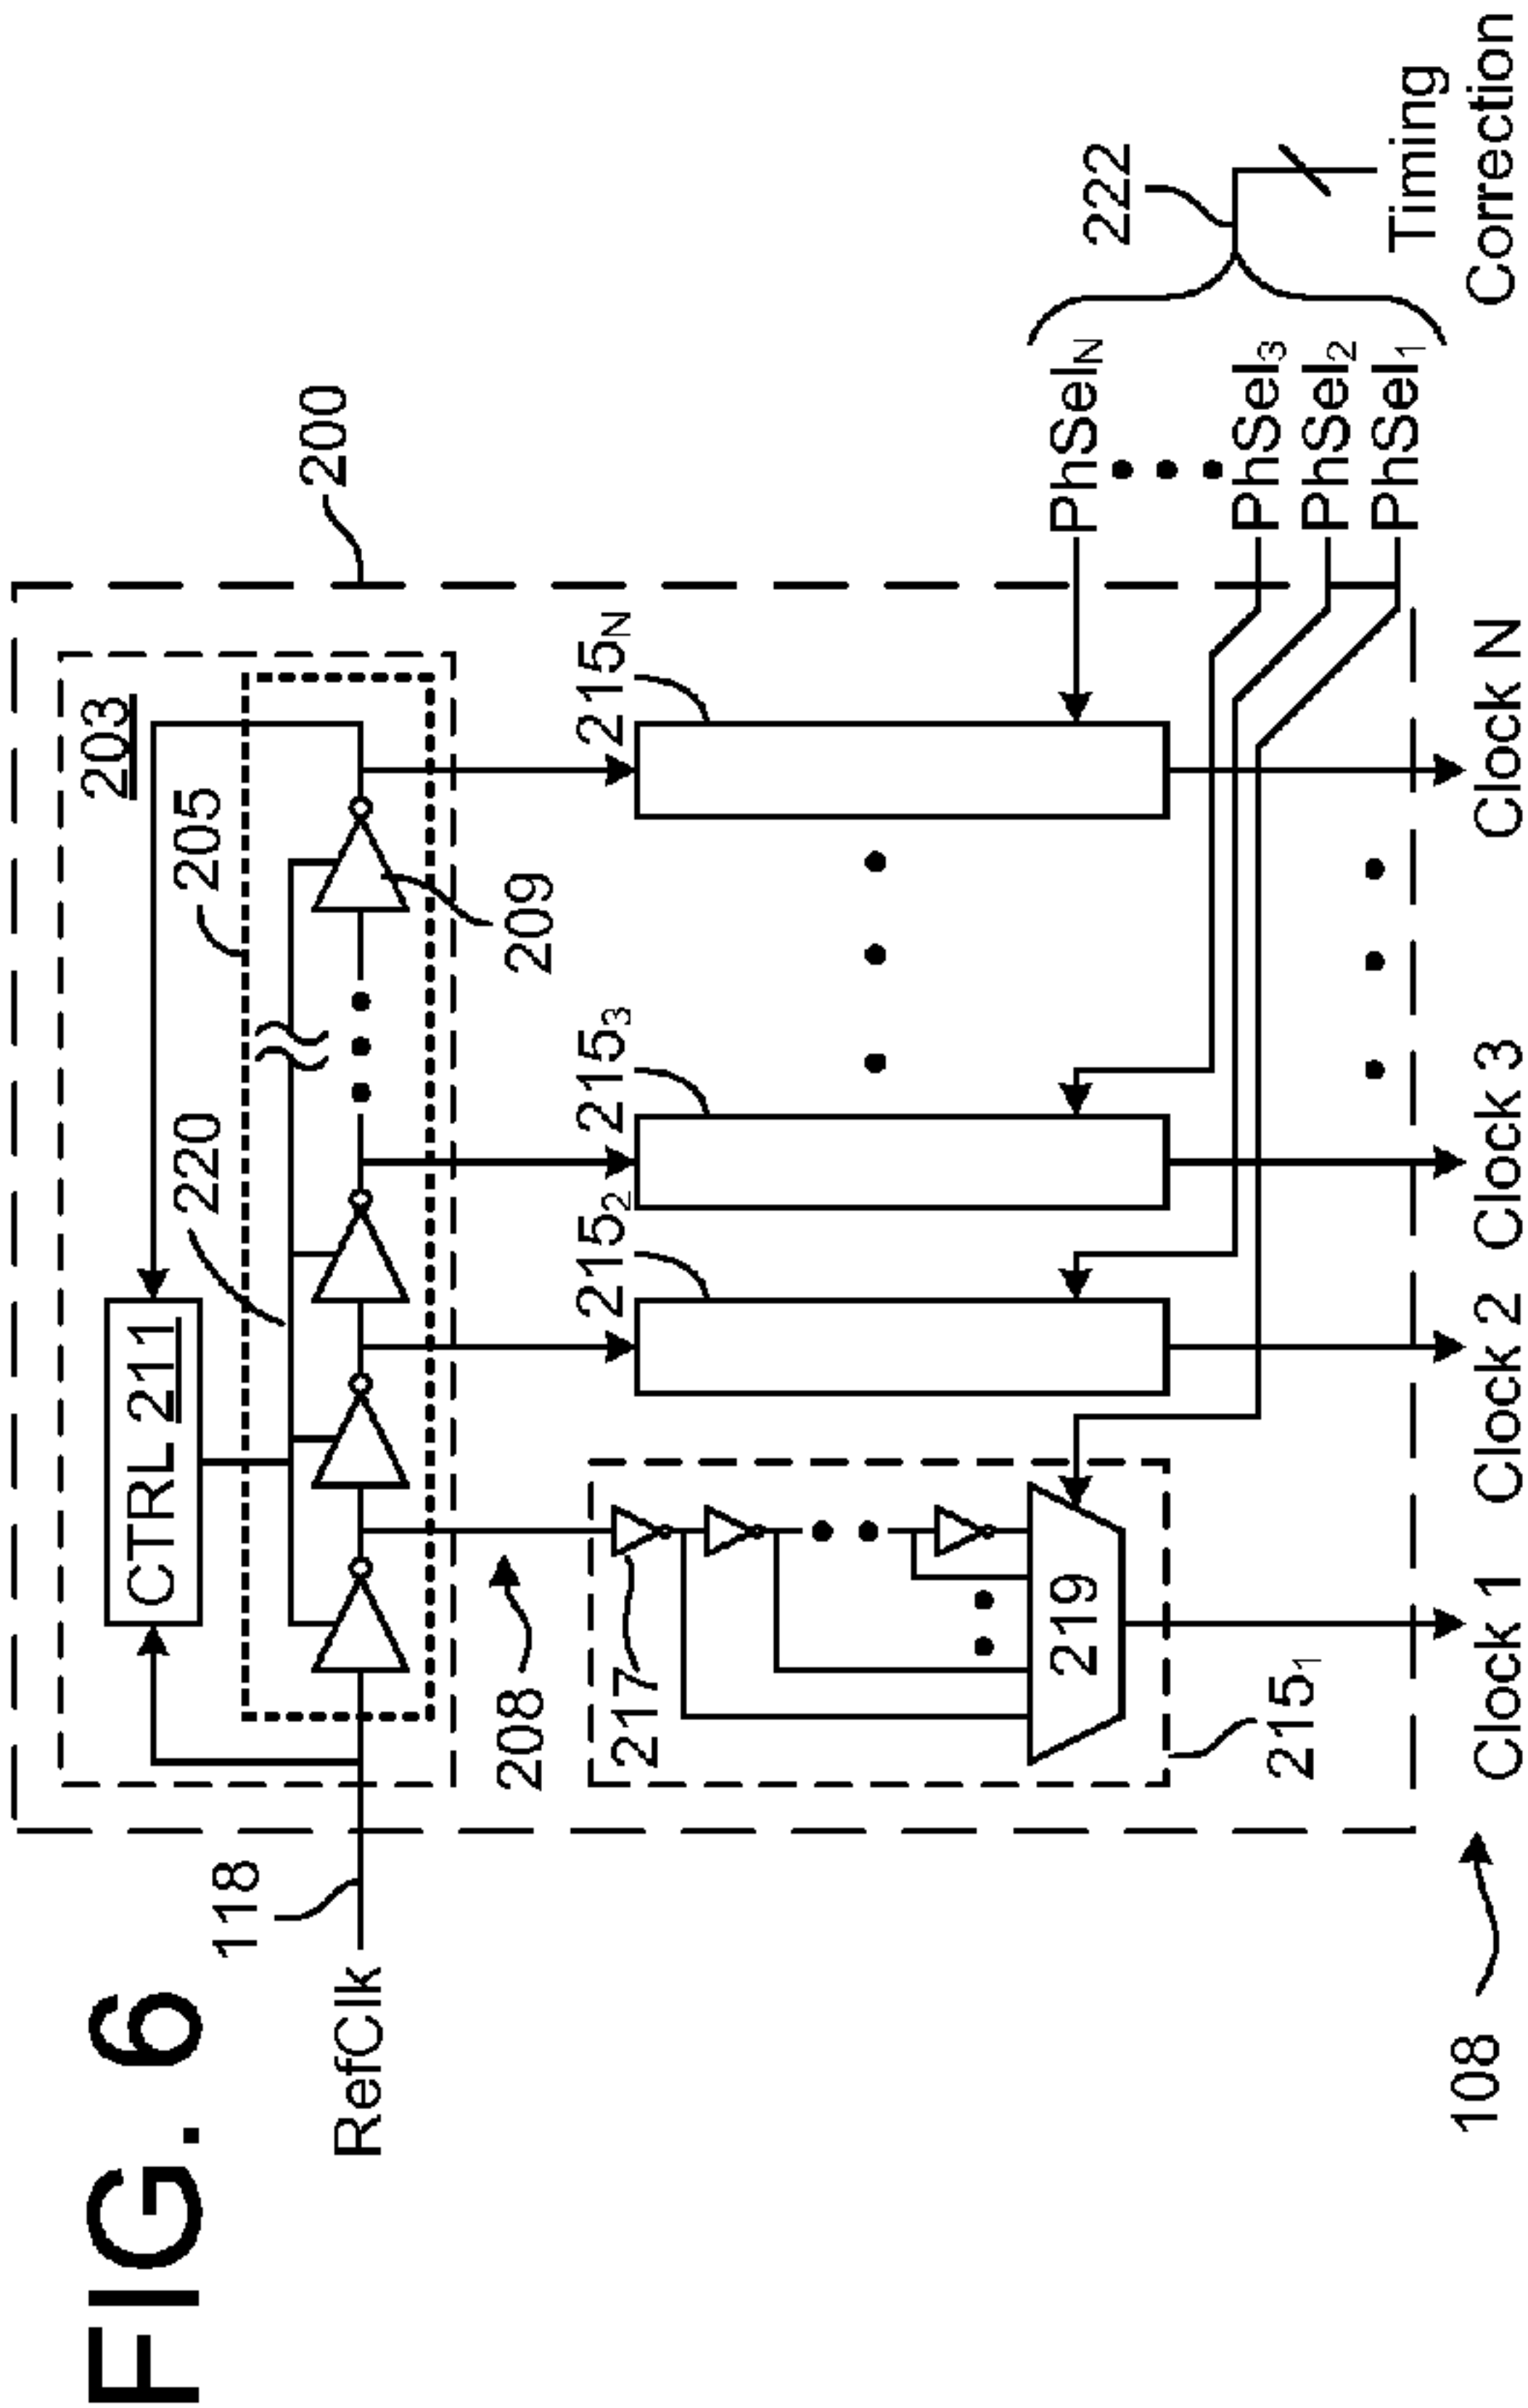 FIG. 6
200
203
CTRL 211
220
205
118
RefClk
209
208
217
215₂
215₃
215ₙ
219
215₁
PhSelₙ
PhSel₃
PhSel₂
PhSel₁
222
Timing
Correction
108
Clock 1
Clock 2
Clock 3
Clock N